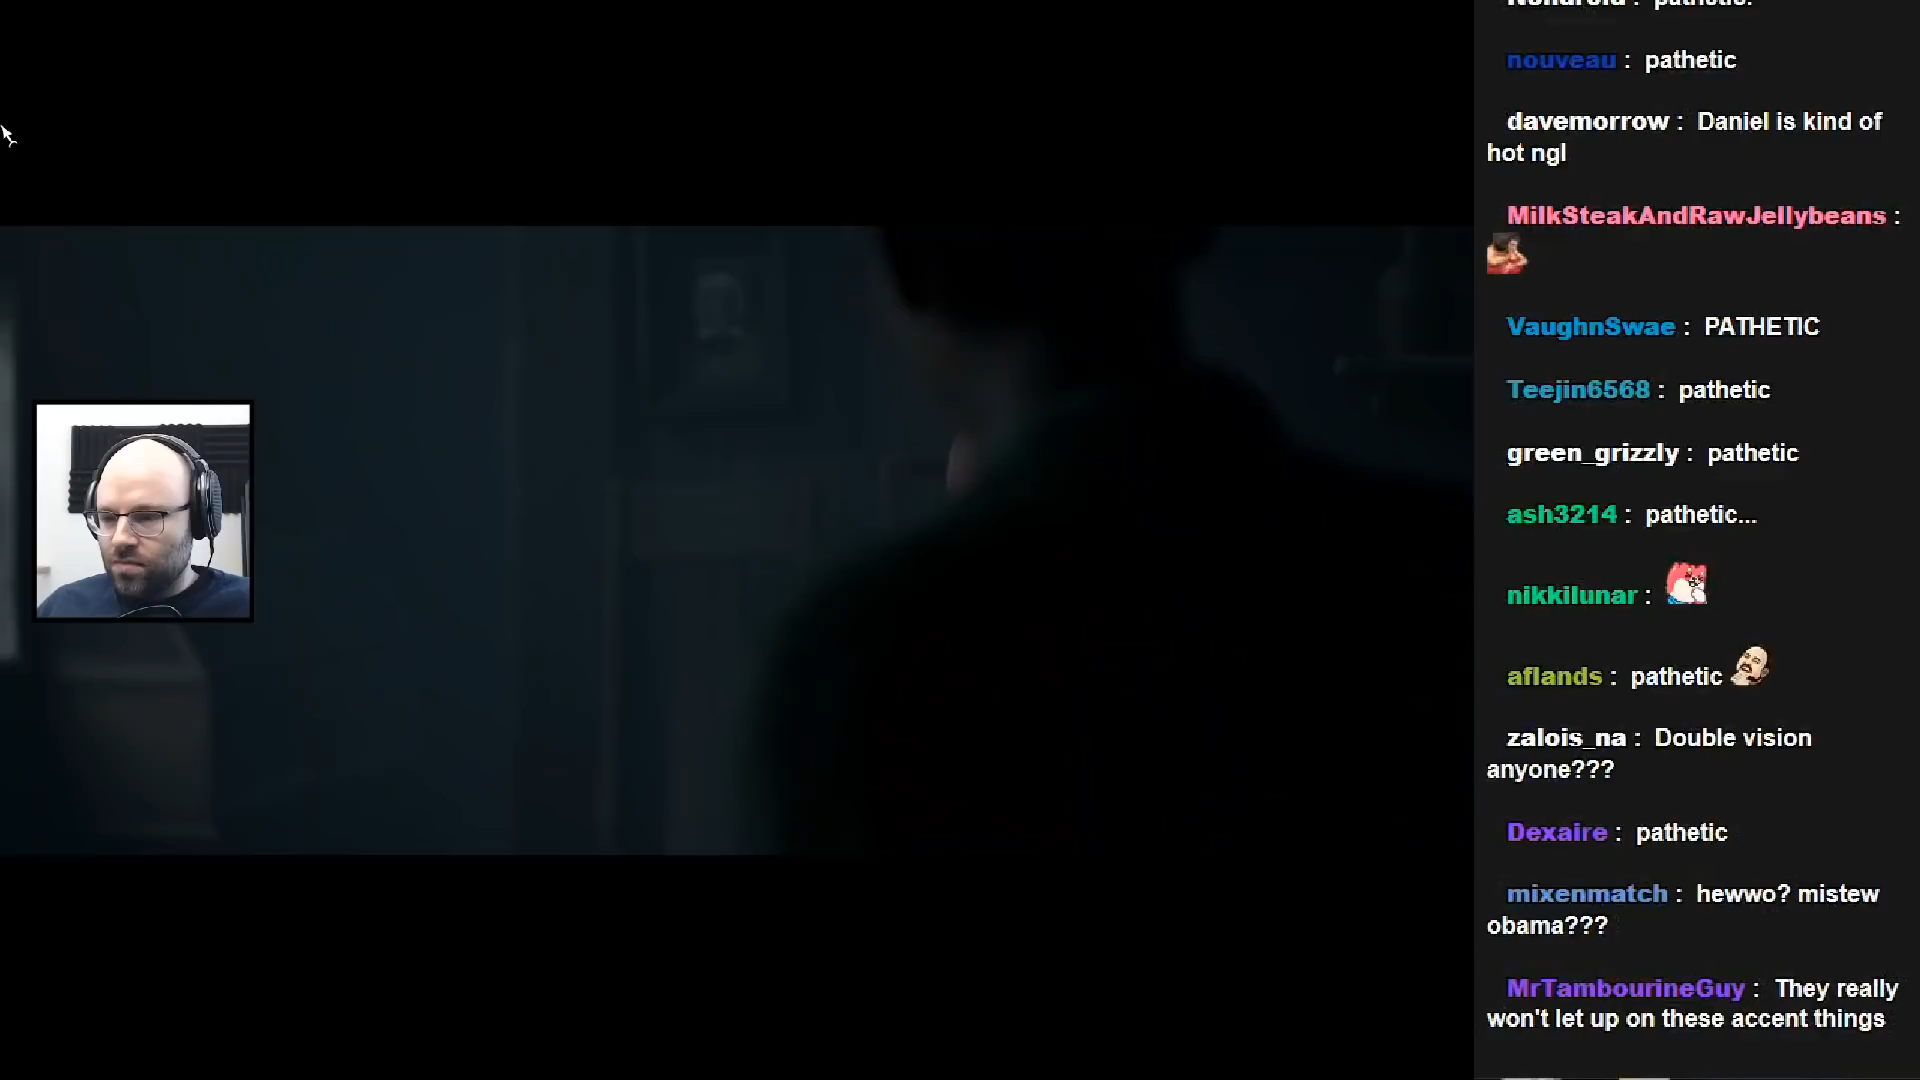 nouveau : pathetic
davemorrow : Daniel is kind of
hot ngl
MilkSteakAndRawJellybeans :
VaughnSwae : PATHETIC
Teejin6568 : pathetic
green_grizzly : pathetic
ash3214 : pathetic...
nikkilunar :
aflands : pathetic
zalois_na : Double vision
anyone???
Dexaire : pathetic
mixenmatch : hewwo? mistew
obama???
MrTambourineGuy : They really
won't let up on these accent things